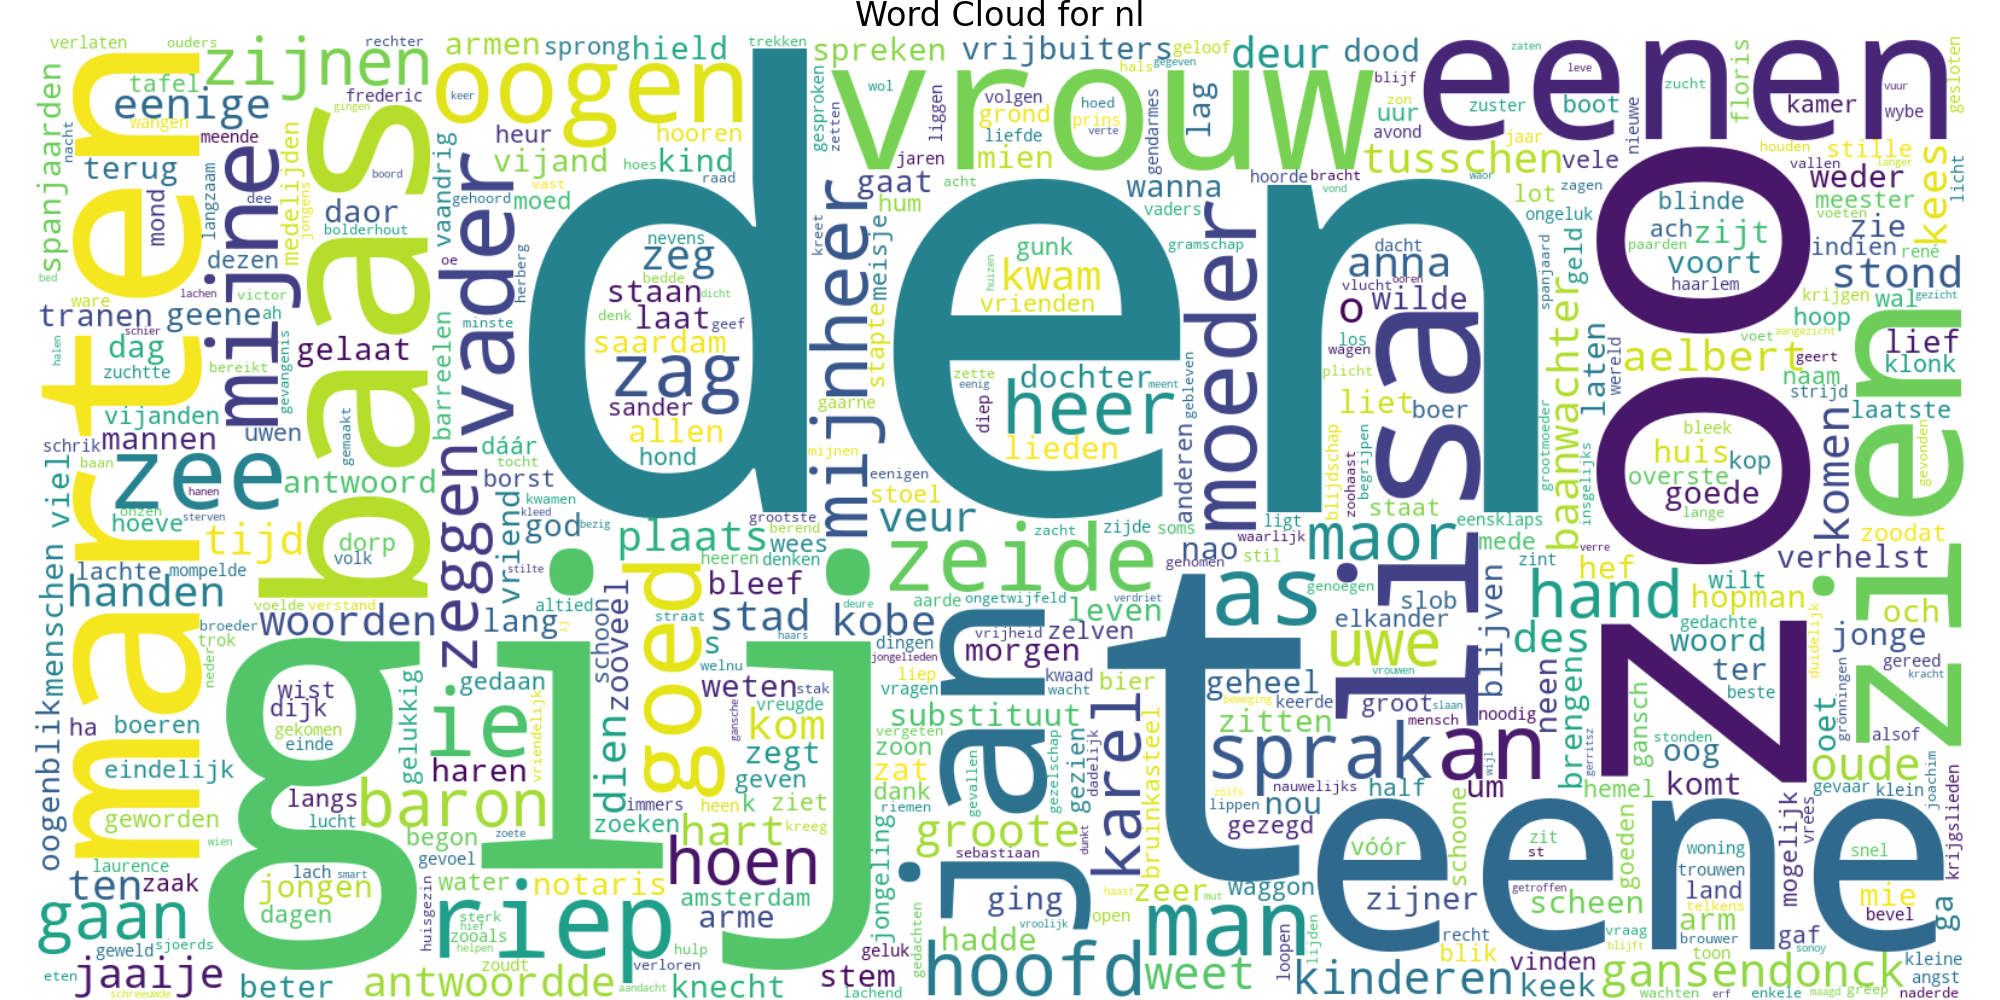 Word Cloud for nl
verlaten ouders rechter armen sprong hield trekken spreken vrijbuiters geloof deur dood zaten
tafel zijnen oogen vrouw eenen
eenige frederic keer wol hals gegeven blijf leve vuur
wangen gingen meende heur hooren volgen hoed grond prins liefde verte lag uur zon zuster boot zucht kamer wybe
terug vijand hoes kind jaren mien avond jaar tusschen vele houden stille vallen langer
spanjaarden nacht mond langzaam medelijden jongens boord vaandrig gehoord vast moed raad gaat acht hum wanna vaders hoorde bracht vond waor lot zagen weder meester voeten kees licht
daor bolderhout dee dezen mijne baas vader oe herberg
nevens zeg bedde dicht staan denk laat geef saardam zag sander allen hond
den
gunk kwam huizen vrienden zette eenig dochter meent diep heer lieden
gramschap moeder dacht anna vlucht ooren o wilde los wagen plicht liet boer lisa
ongeluk geld spanjaard baanwachter laten wereld
blinde ach zijt paarden voort haarlem zoo zie indien rené stond krijgen wal gezicht hoop aangezicht
bed ware lachen victor ah tranen geene schier dag zuchtte bereikt gelaat minste
halen vijanden schrik mannen uwen gemaakt gevangenis barreelen
aelbert voet geert naam strijd lief klonk laatste
maarten zee baan hanen antwoord onzen hoeve sterven tijd dorp volk
dáár tocht borst kwamen kleed god bezig vriend stilte zeggen
plaats grootste berend wees heeren denken bleef
kreet mijnheer stapte meisje gaarne mijnen eenigen stoel veur zacht zijde soms zeide
anderen gebleven blijdschap zoohaast begrijpen grootmoeder insgelijks
staat ligt waarlijk nao stil genomen maor eensklaps mede zint verre hef
bleek huis kop overste goede lange komen gevonden zoodat verhelst
lachte mompelde handen voelde verstand woorden lang altied ij straat
broeder trok neder schoon zooveel goed stad kobe deure haars
aarde ongetwijfeld verdriet leven as genoegen slob elkander hand wilt hopman och zien
vrijheid zelven morgen dingen jongelieden uwe blijven des gedachte woord ter beste duidelijk jonge gereed kracht
oogenblik menschen viel ha boeren wist dijk gekomen einde gelukkig gedaan ie vriendelijk haren
s welnu weten stak vreugde gansche kom zegt geven
liep kwaad wacht vragen bier substituut vergeten zoon zat dank riemen
geheel beweging keerde zitten vrouwen groot slaan mensch noodig neen brengen gansch gerritsz grönningen
stonden oog komt moet alsof oude gevaar klein joachim
eindelijk geworden langs lucht baron begon dien immers heen k ziet zoeken hart kreeg
jan gevallen gezelschap gezien dadelijk karel bruinkasteel sprak an wijl nauwelijks half um zölfs lippen nou gezegd hemel
wien laurence ten zaak lach smart jongen dagen gevoel zoete water notaris hoen
gij
jongeling groote sebastiaan dunkt t vóór schoone zit st goeden woning vrees mogelijk krijgslieden snel
gaan huisgezin sterk hief zooals helpen riep amsterdam arme haast zeer mut waggon ging zijner getroffen scheen trouwen land telkens mie bevel ga
eene
geweld sjoerds zoudt verloren hulp geluk gedachten hadde vroolijk open man lijden loopen recht blik vraag blijft arm brouwer toon gaf sonoy
eten jaaije schreeuwde beter antwoordde aandacht knecht stem lachend hoofd weet kinderen vinden keek gansendonck kleine angst
wachten erf enkele maagd greep naderde
gesproken zetten liggen gendarmes nieuwe floris gesloten